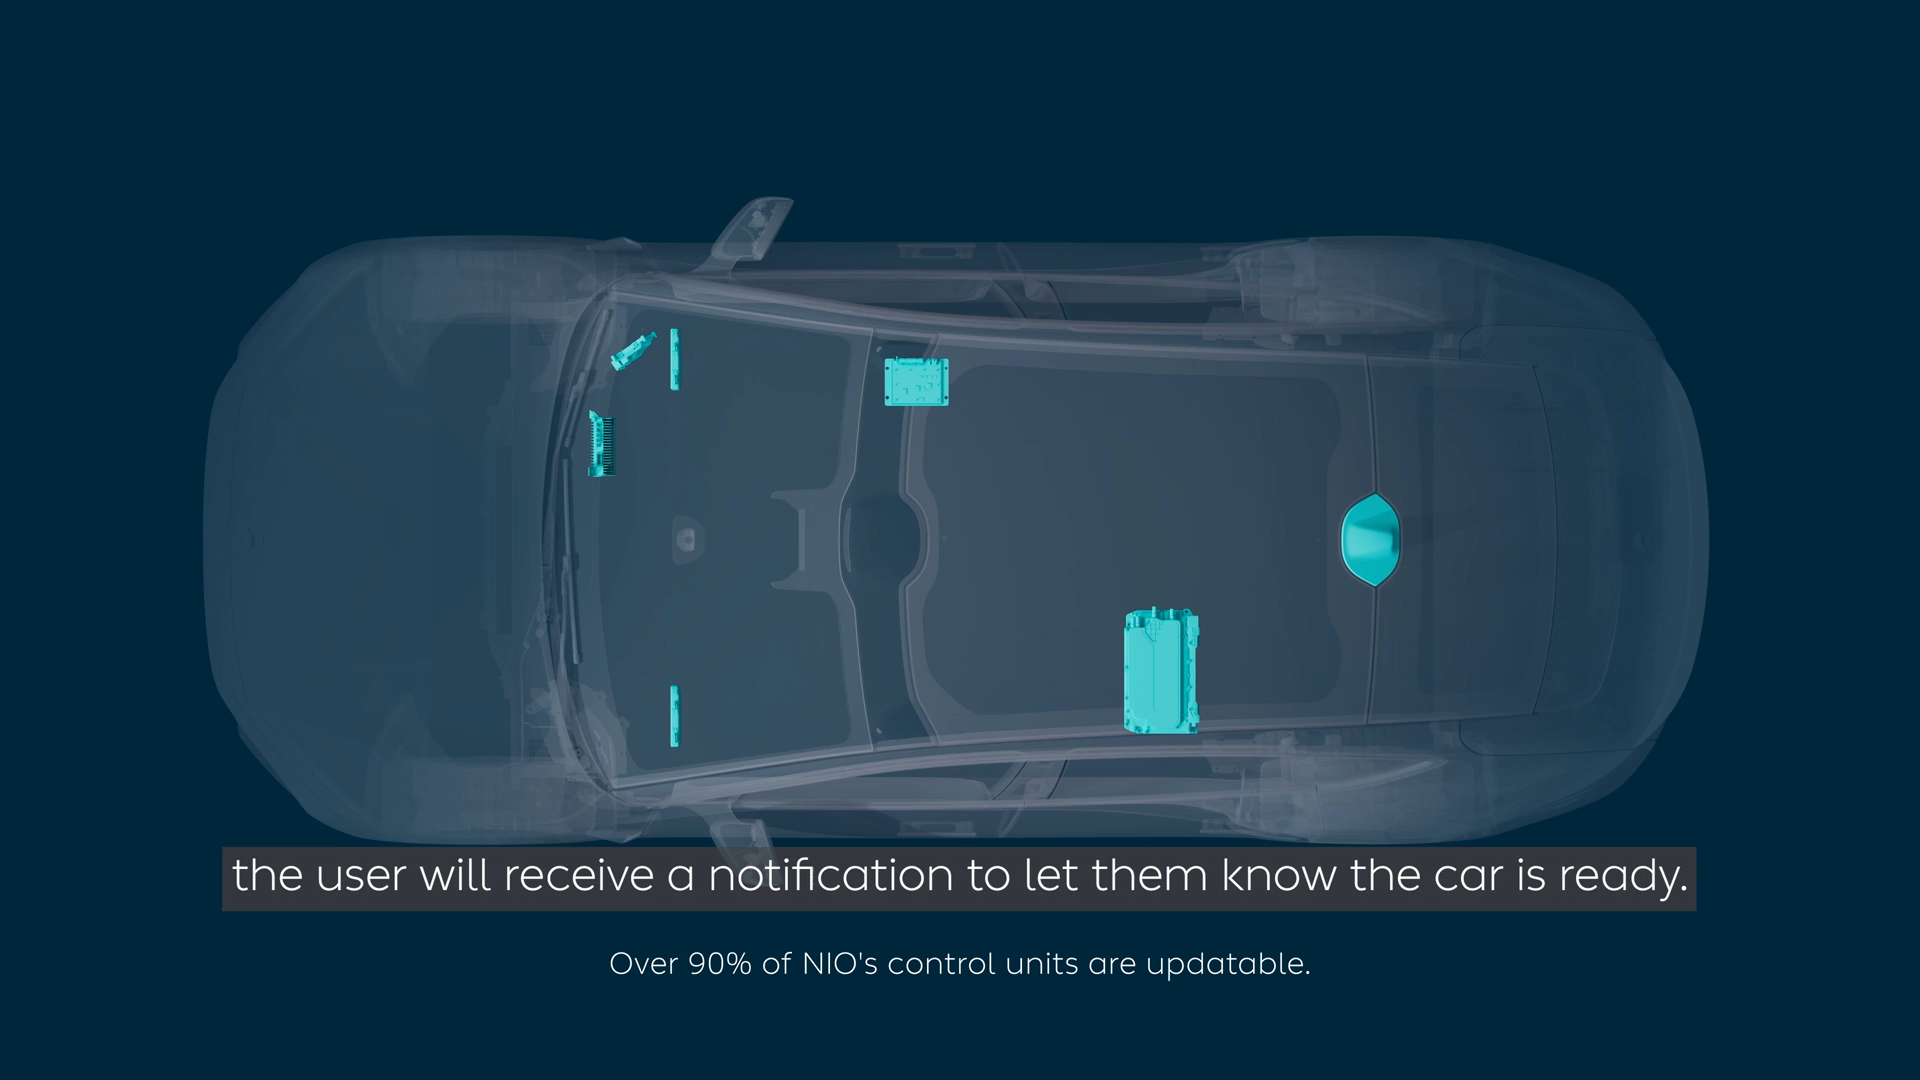 the user will receive a notification to let them know the car is ready.
Over 90% of NIO's control units are updatable.